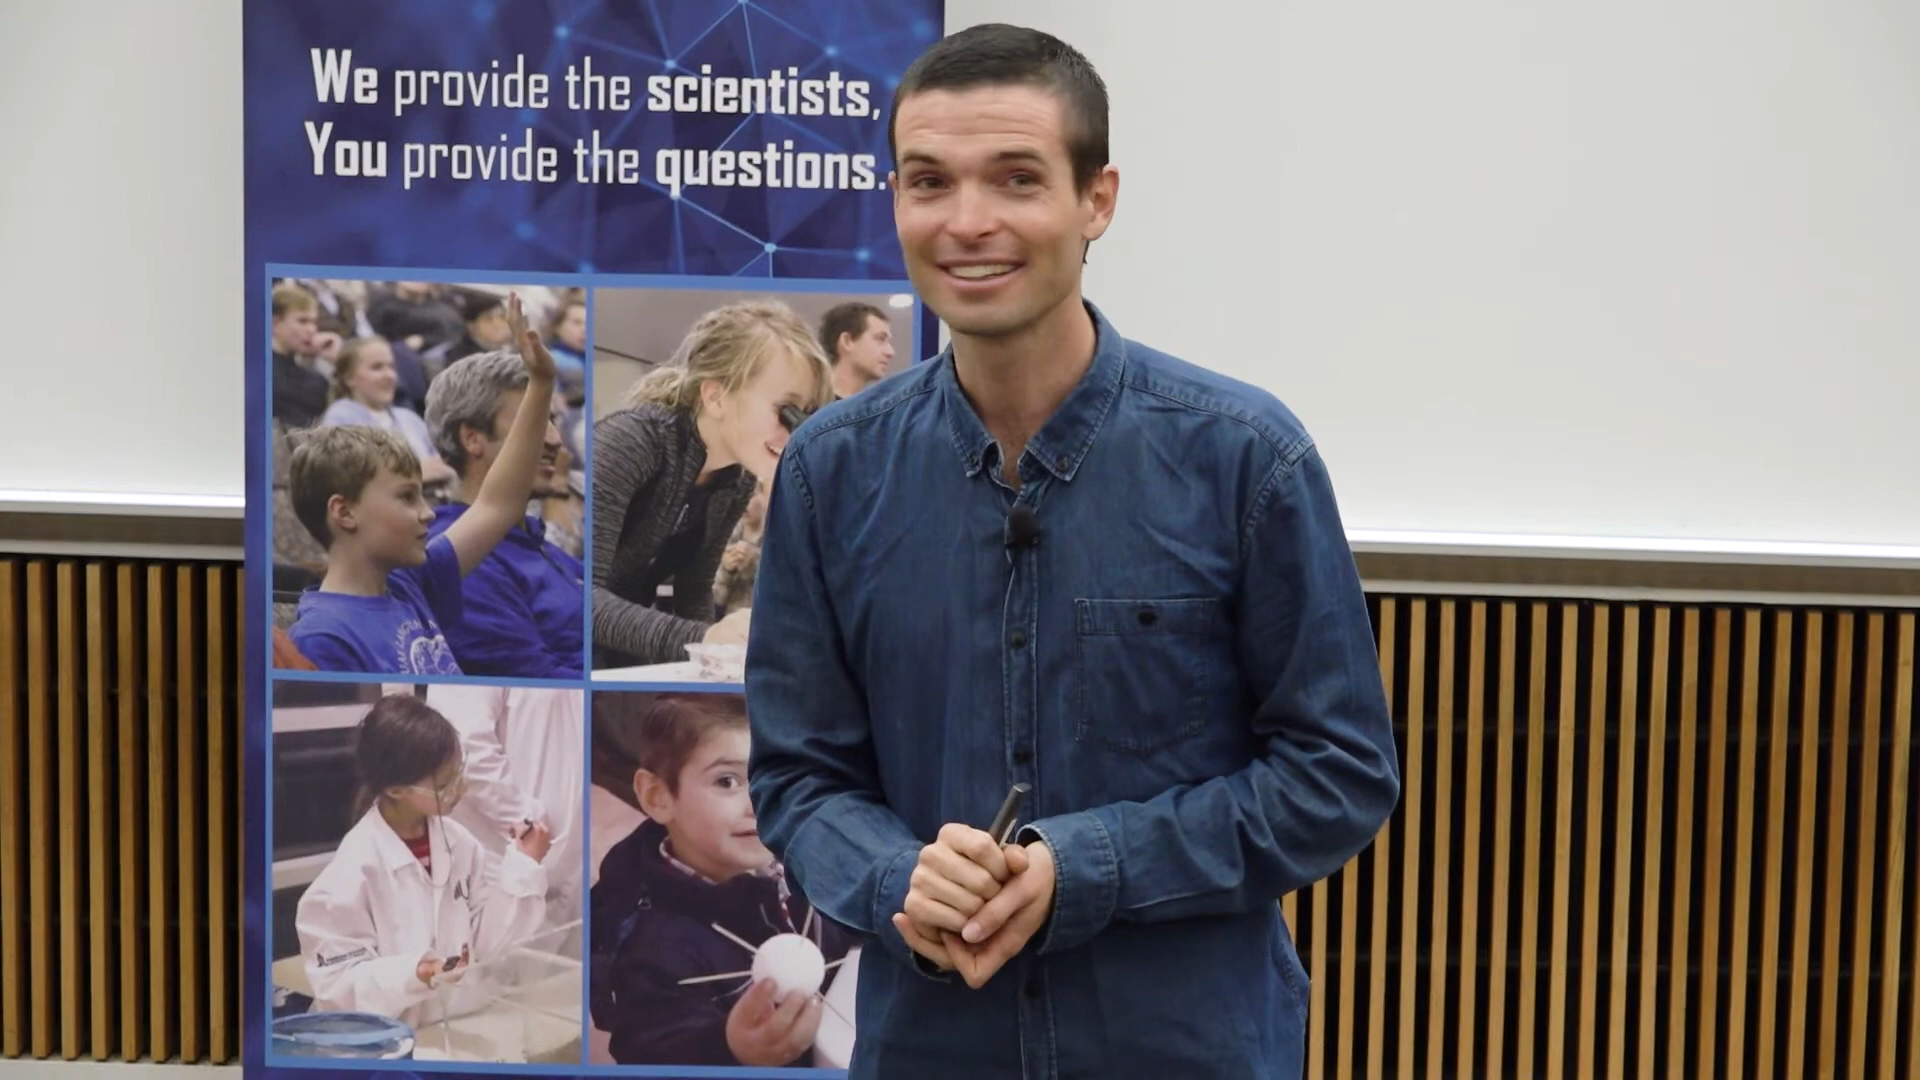 We provide the scientists,
You provide the questions.